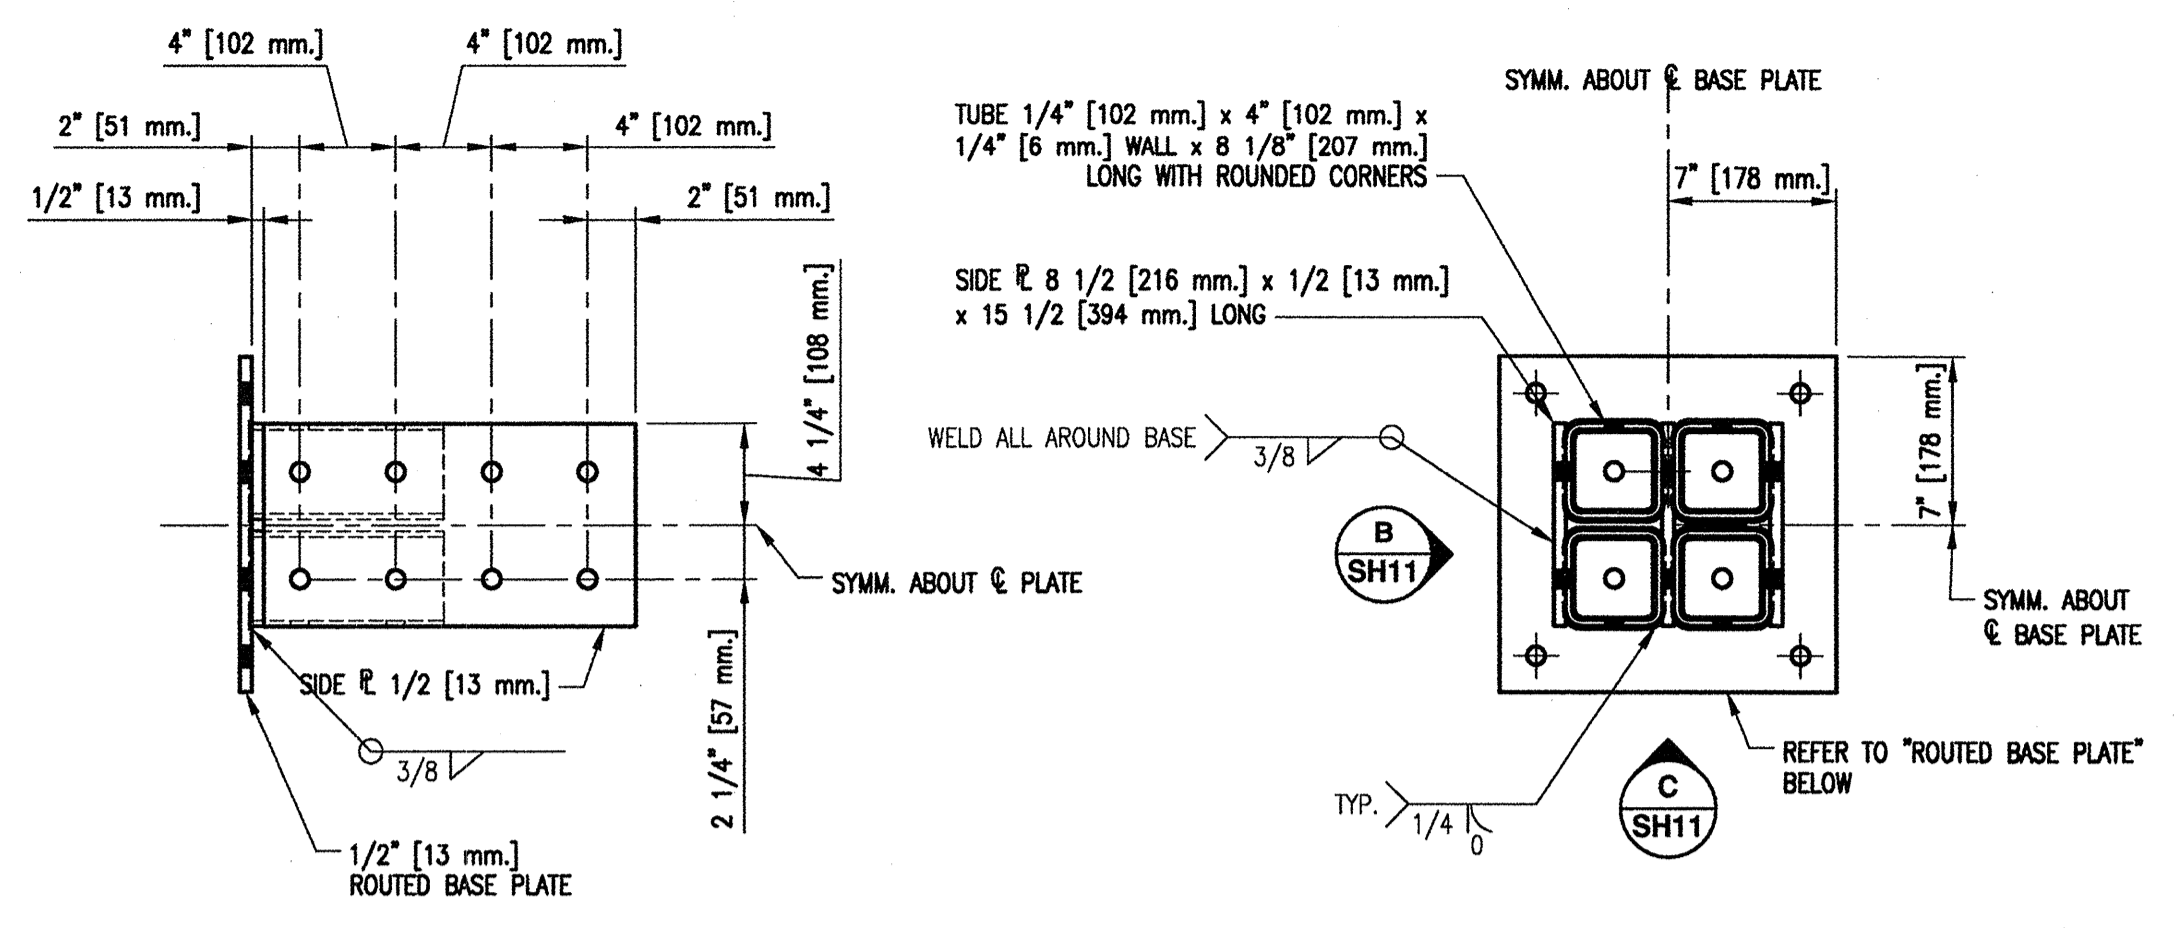 4" [102 mm.]
4" [102 mm.]
2" [51 mm.]
4" [102 mm.]
1/2" [13 mm.]
2" [51 mm.]
4 1/4" [108 mm.]
SYMM. ABOUT ℄ PLATE
SIDE ⅊ 1/2 [13 mm.]
2 1/4" [57 mm.]
3/8
1/2" [13 mm.]
ROUTED BASE PLATE
SYMM. ABOUT ℄ BASE PLATE
TUBE 1/4" [102 mm.] x 4" [102 mm.] x
1/4" [6 mm.] WALL x 8 1/8" [207 mm.]
LONG WITH ROUNDED CORNERS
7" [178 mm.]
SIDE ⅊ 8 1/2 [216 mm.] x 1/2 [13 mm.]
x 15 1/2 [394 mm.] LONG
7" [178 mm.]
WELD ALL AROUND BASE
3/8
B
SH11
SYMM. ABOUT
℄ BASE PLATE
REFER TO "ROUTED BASE PLATE"
BELOW
TYP.
1/4
0
C
SH11